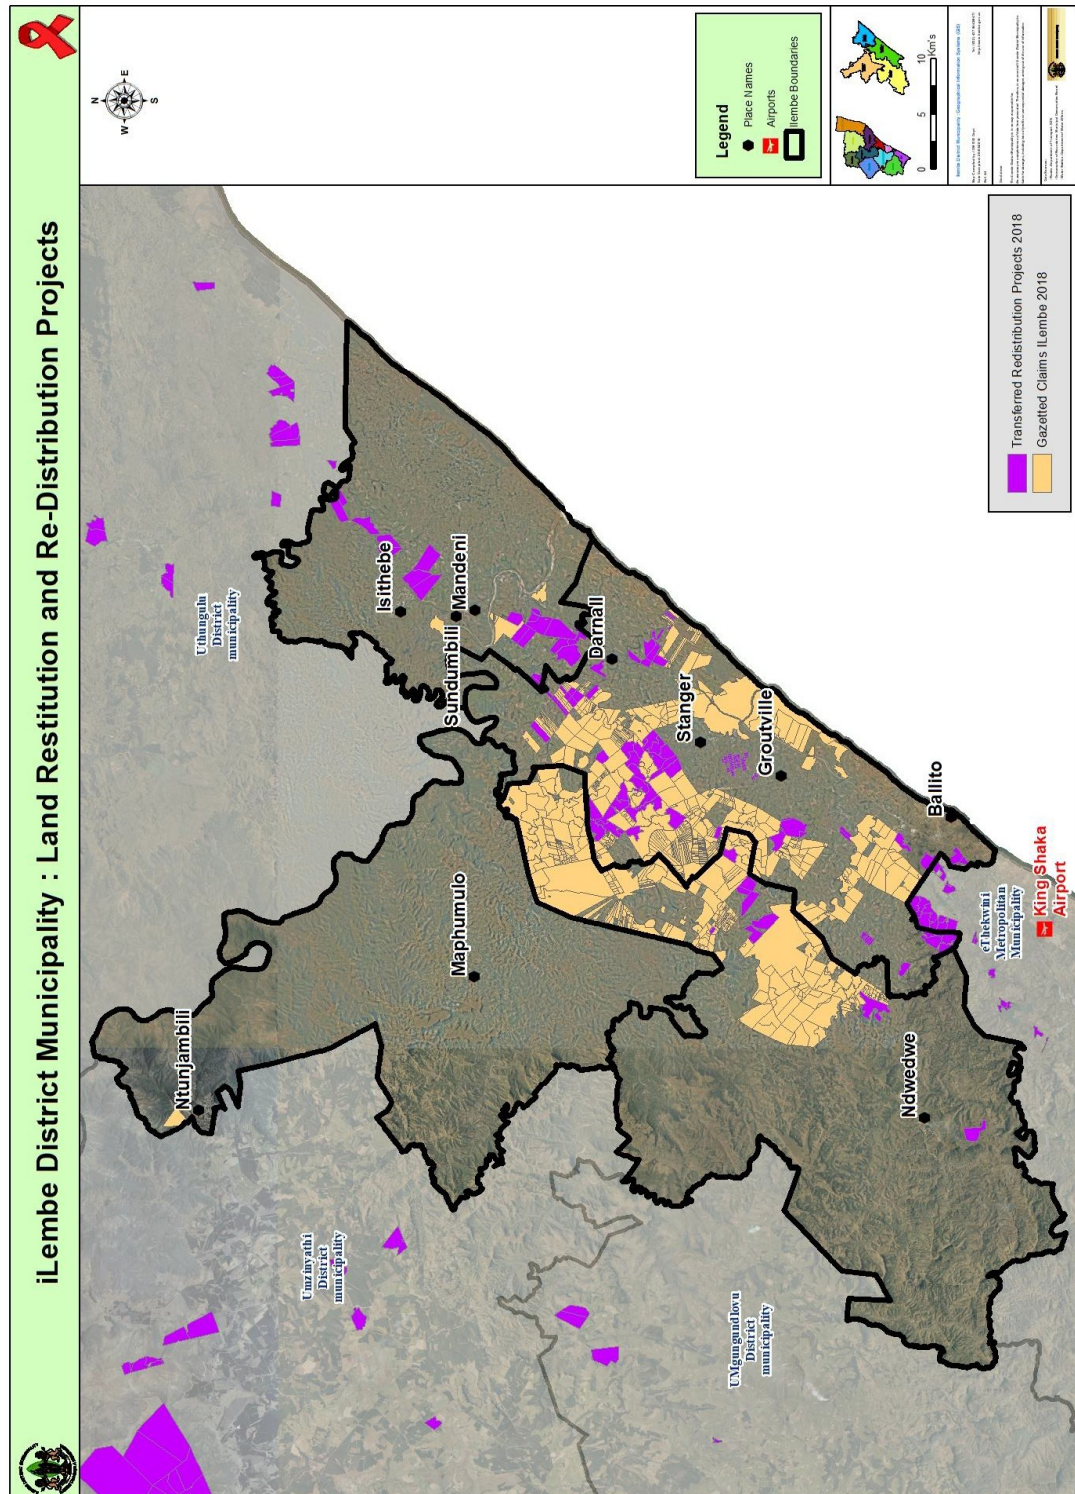 iLembe District Municipality : Land Restitution and Re-Distribution Projects
N
W
E
S
Uthungulu
District
municipality
Umzinyathi
District
municipality
UMgungundlovu
District
municipality
eThekwini
Metropolitan
Municipality
Ntunjambili
Maphumulo
Ndwedwe
Isithebe
Sundumbili
Mandeni
Darnall
Stanger
Groutville
Ballito
King Shaka
Airport
Legend
Place Names
Airports
Ilembe Boundaries
0
5
10
Km's
Transferred Redistribution Projects 2018
Gazetted Claims ILembe 2018